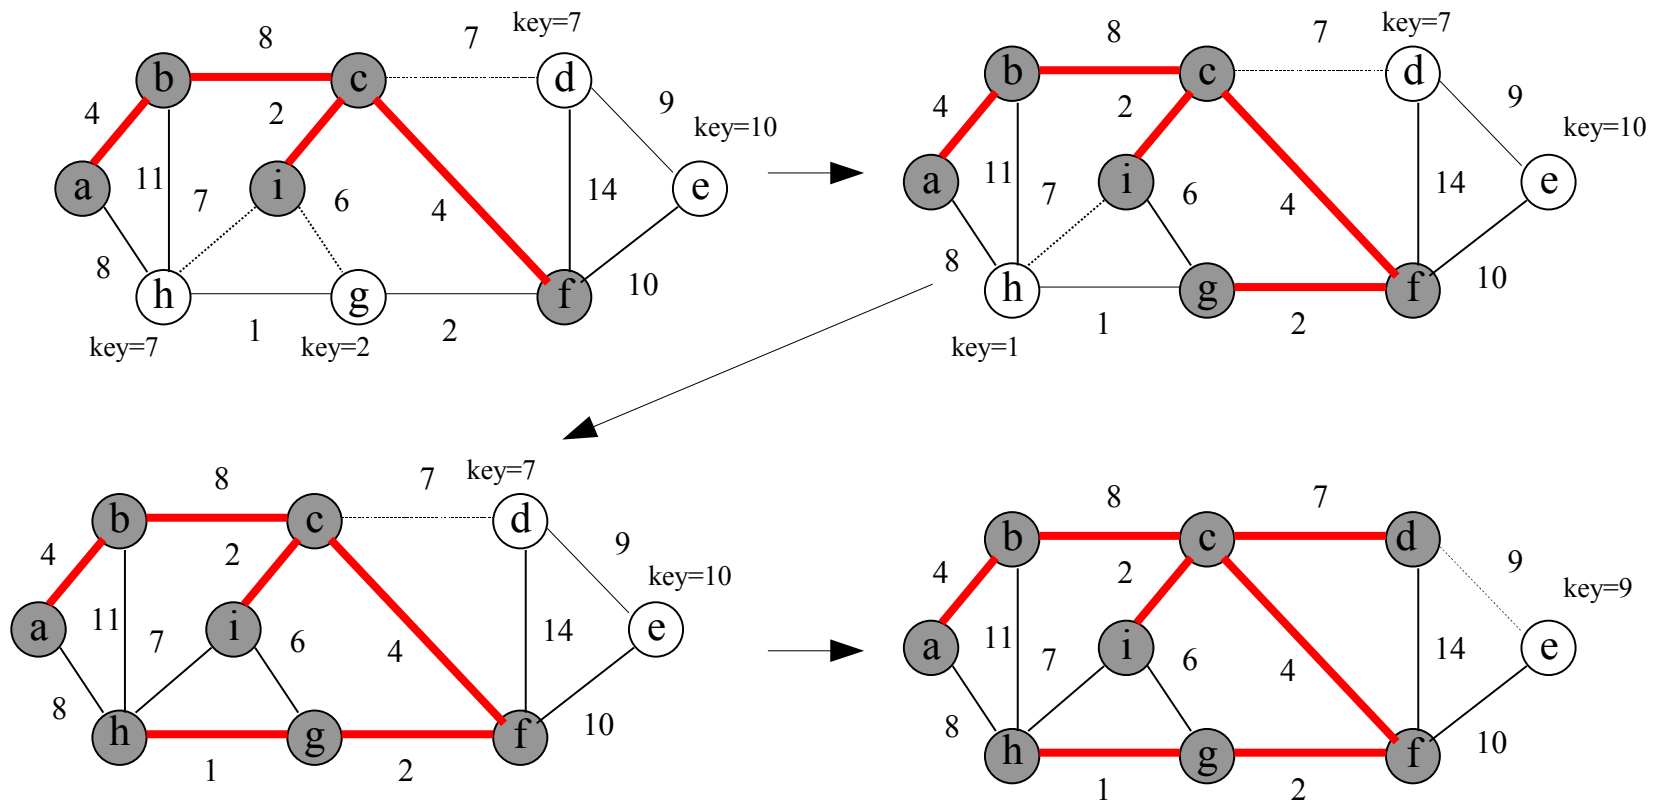 8 7 key=7
b c d
4 2 9
key=10
a 11 7 i 6 4 14 e
8 10
h g f
key=7 1 key=2 2
8 7 key=7
b c d
4 2 9
key=10
a 11 7 i 6 4 14 e
8 10
h g f
key=1 1 2
8 7 key=7
b c d
4 2 9
key=10
a 11 7 i 6 4 14 e
8 10
h g f
1 2
8 7
b c d
4 2 9
key=9
a 11 7 i 6 4 14 e
8 10
h g f
1 2